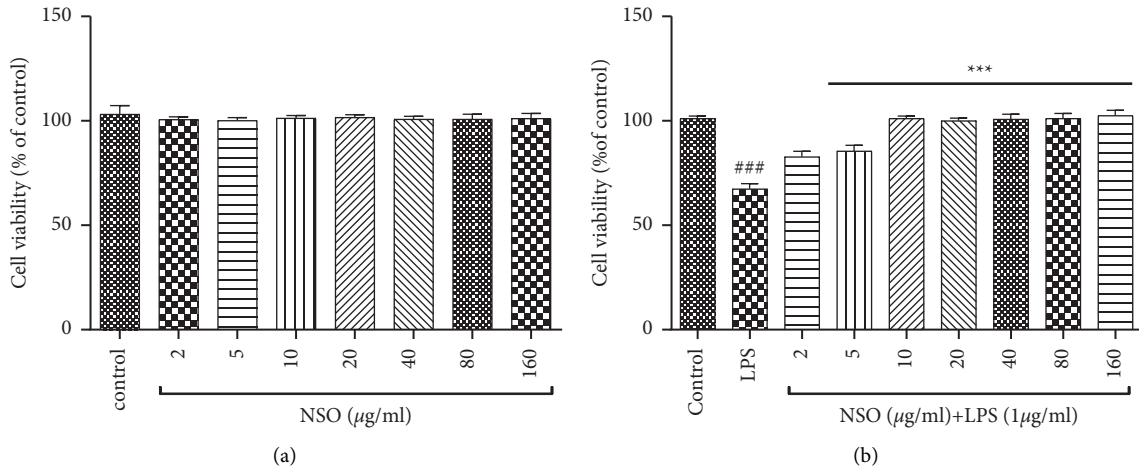 150
100
50
0
Cell viability (% of control)
control
2
5
10
20
40
80
160
NSO (μg/ml)
(a)
150
100
50
0
Cell viability (%of control)
###
***
Control
LPS
2
5
10
20
40
80
160
NSO (μg/ml)+LPS (1μg/ml)
(b)